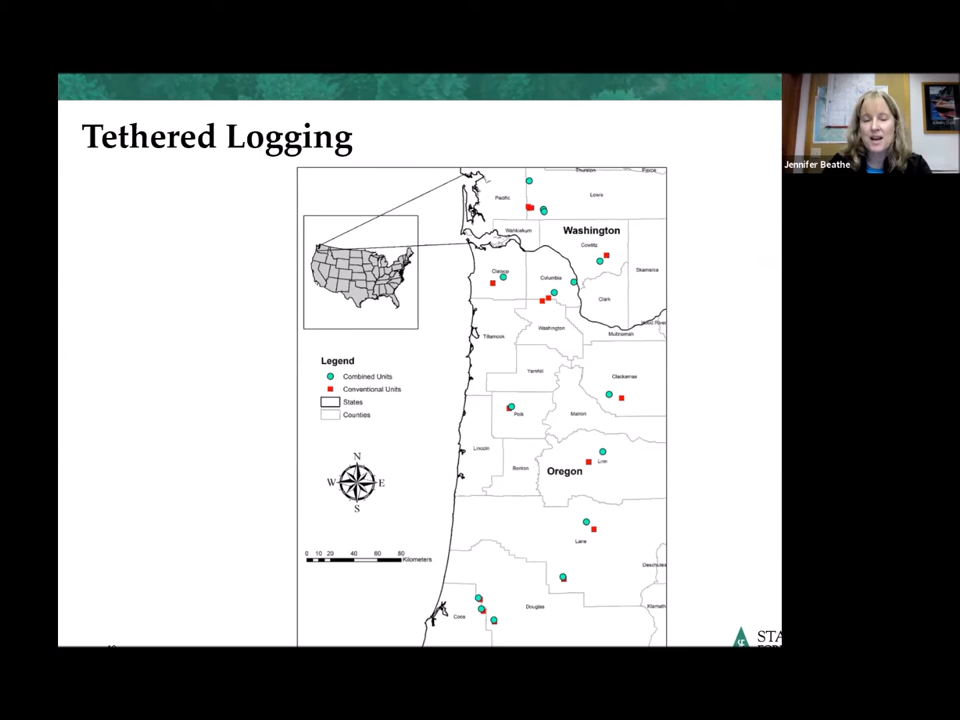 Tethered Logging
Jennifer Beathe
Thurston
Pierce
Pacific
Lewis
Wahkiakum
Washington
Cowlitz
Skamania
Clatsop
Columbia
Clark
Hood River
Tillamook
Washington
Multnomah
Legend
Combined Units
Conventional Units
States
Counties
Yamhill
Clackamas
Polk
Marion
Lincoln
Benton
Linn
Oregon
N
W
E
S
Lane
0 10 20 40 60 80
Kilometers
Deschutes
Coos
Douglas
Klamath
STA